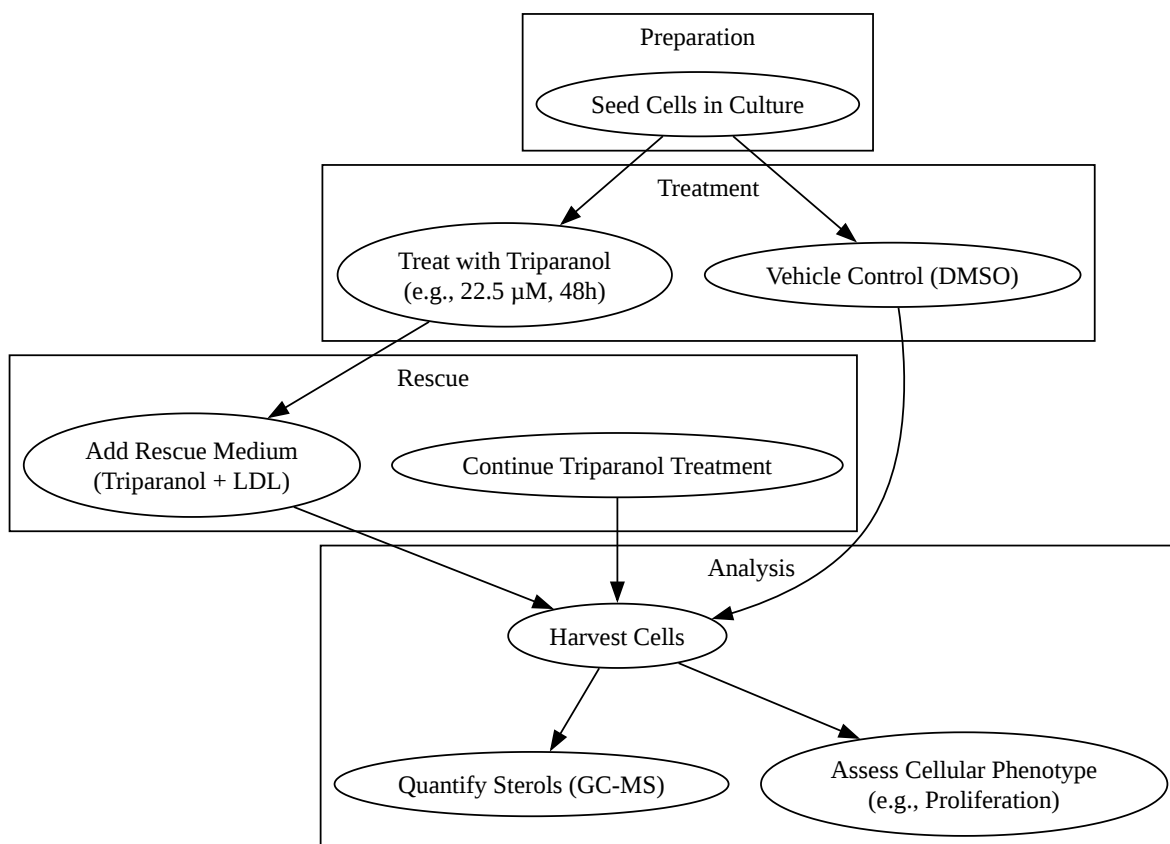 Preparation
Seed Cells in Culture
Treatment
Treat with Triparanol
(e.g., 22.5 µM, 48h)
Vehicle Control (DMSO)
Rescue
Add Rescue Medium
(Triparanol + LDL)
Continue Triparanol Treatment
Analysis
Harvest Cells
Quantify Sterols (GC-MS)
Assess Cellular Phenotype
(e.g., Proliferation)